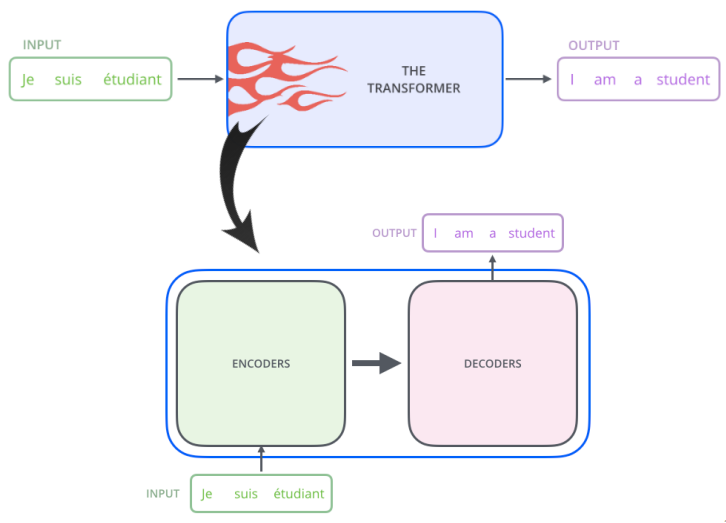 INPUT
OUTPUT
Je suis étudiant
THE
TRANSFORMER
I am a student
OUTPUT
I am a student
ENCODERS
DECODERS
INPUT
Je suis étudiant